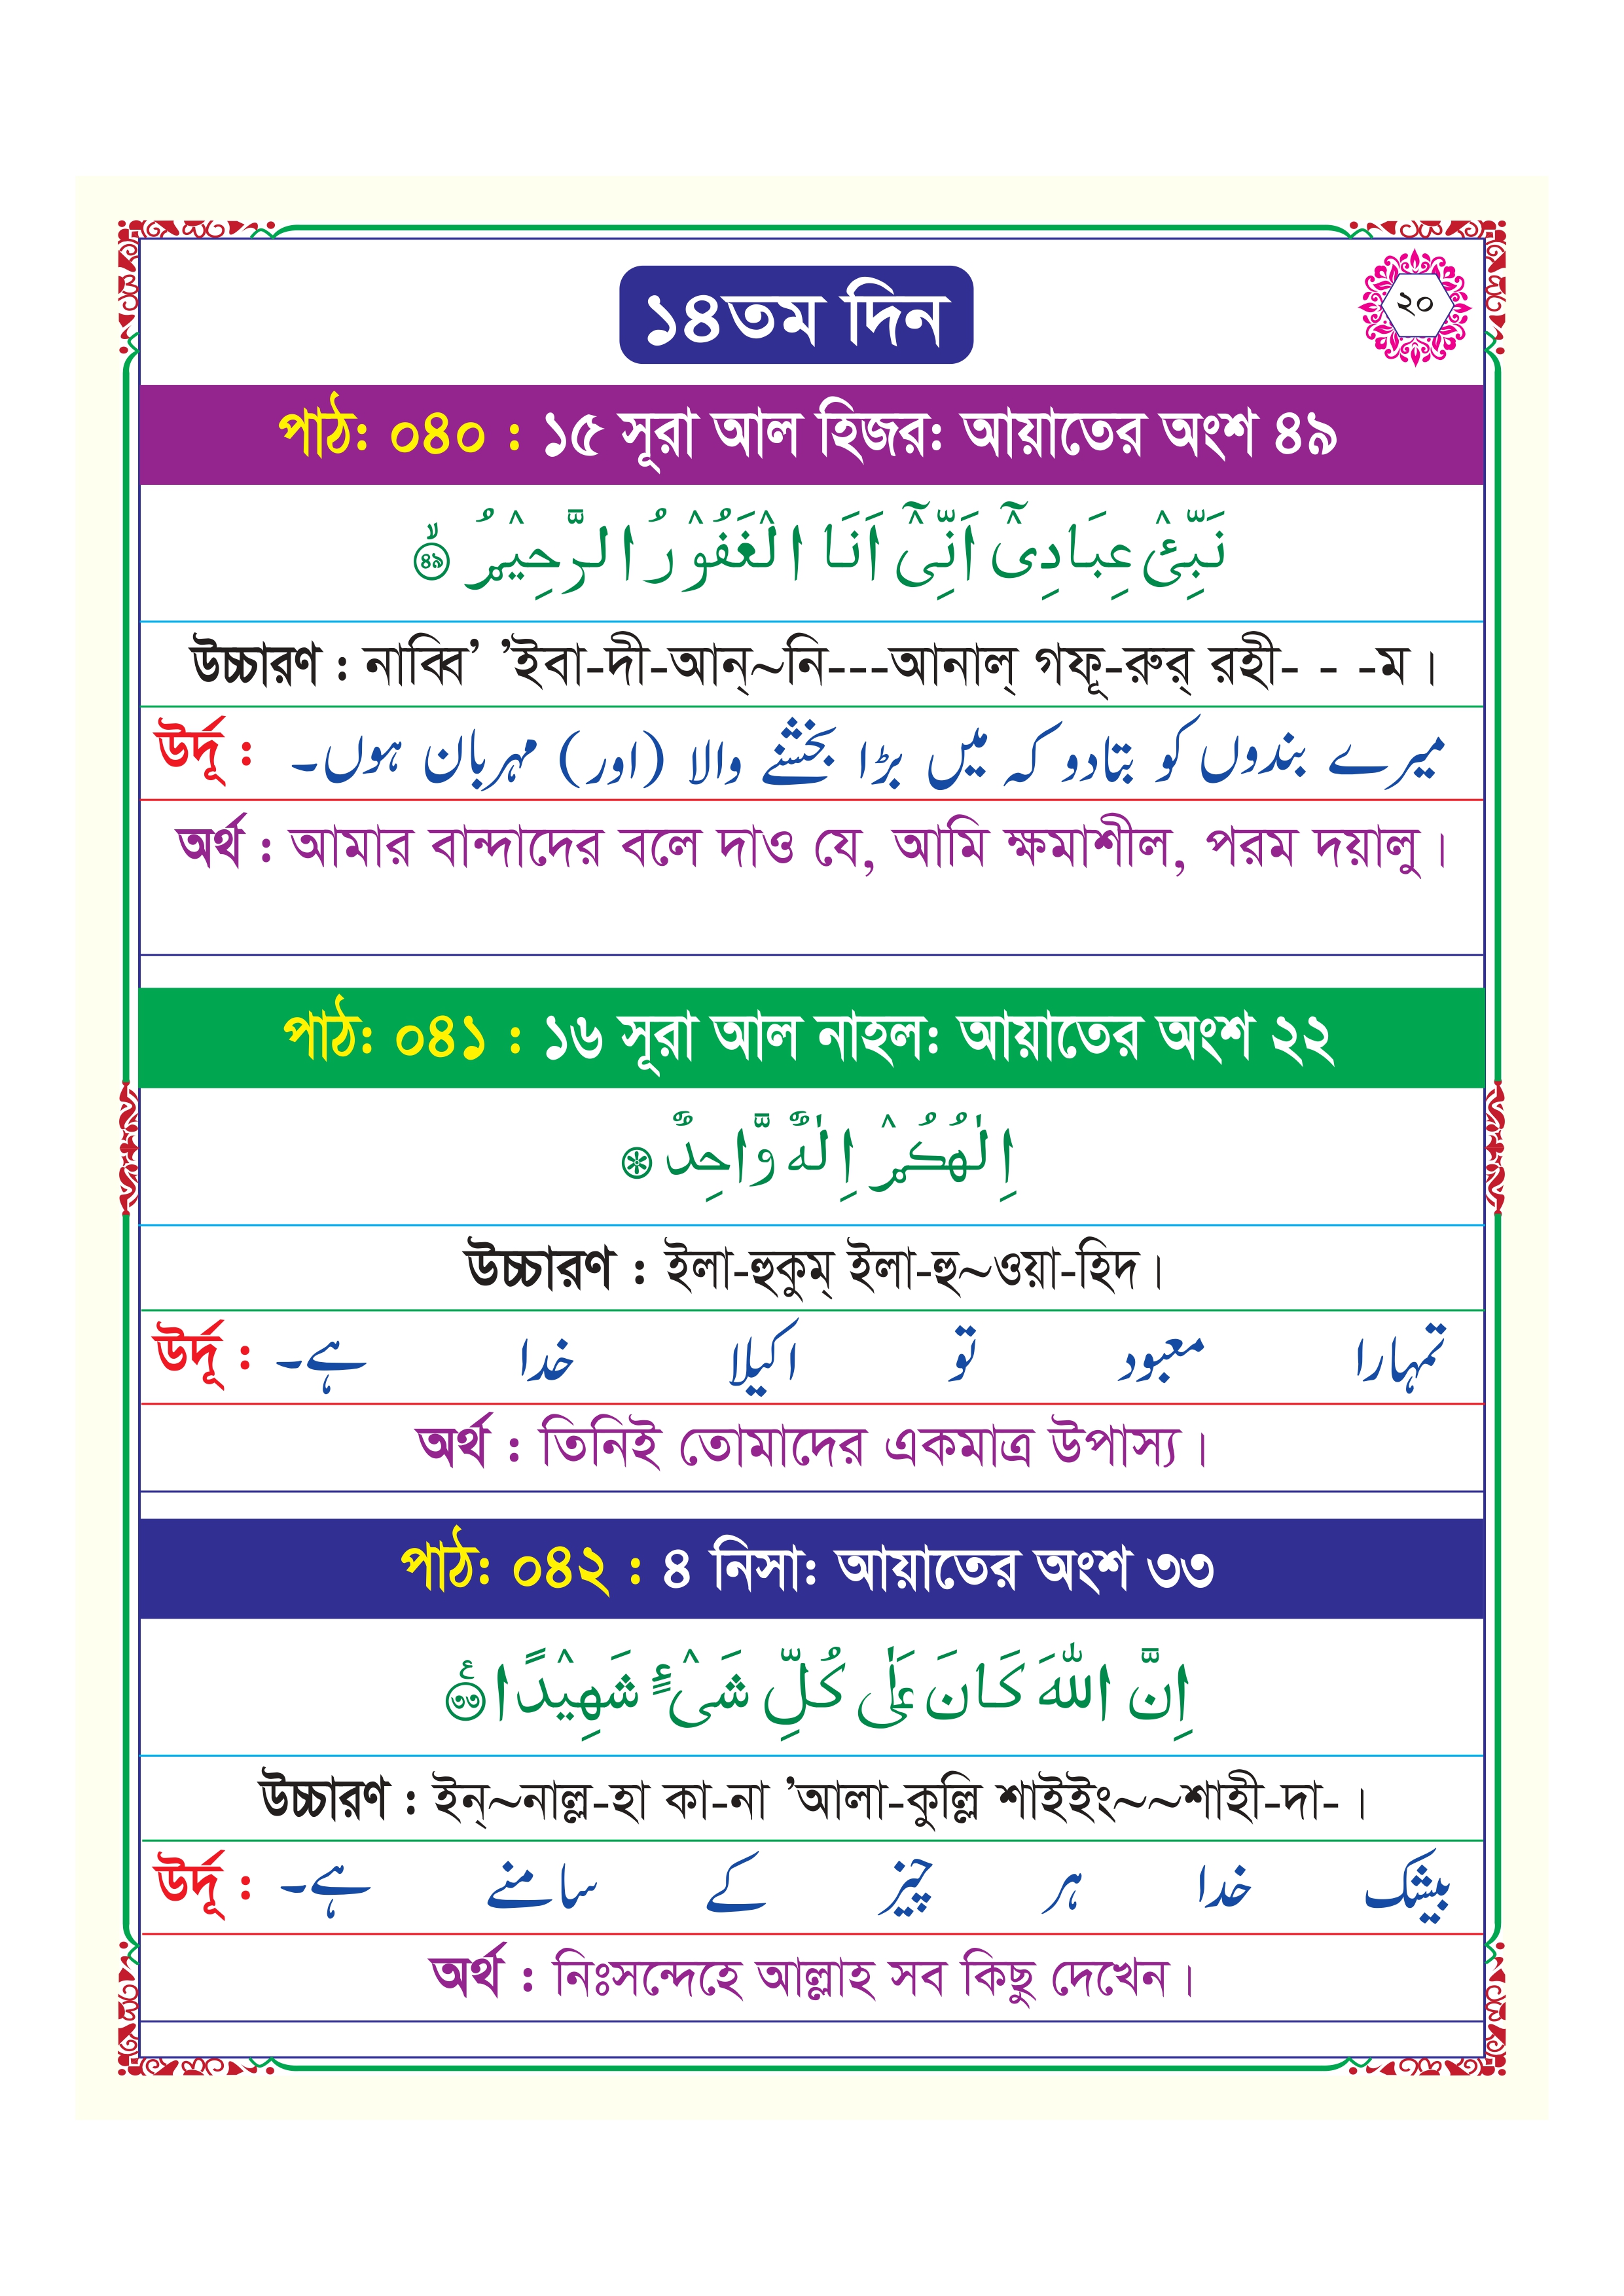 ১৪তম দিন
২০
পাঠ: ০৪০ : ১৫ সূরা আল হিজর: আয়াতের অংশ ৪৯
نَبِّئْ عِبَادِىْٓ اَنِّىْٓ اَنَا الْغَفُوْرُ الرَّحِيْمُ ۙ‏﴿۴۹﴾
উচ্চারণ : নাব্বি’ ’ইবা-দী-আন্~নি---আনাল্ গফূ-রুর্ রহী- - -ম।
উর্দূ : میرے بندوں کو بتادو کہ میں بڑا بخشنے والا (اور) مہربان ہوں۔
অর্থ : আমার বান্দাদের বলে দাও যে, আমি ক্ষমাশীল, পরম দয়ালু।
পাঠ: ০৪১ : ১৬ সূরা আল নাহল: আয়াতের অংশ ২২
اِلٰهُكُمْ اِلٰهٌ وَّاحِدٌ
উচ্চারণ : ইলা-হুকুম্ ইলা-হু~ওয়া-হিদ।
উর্দূ : تمہارا معبود تو اکیلا خدا ہے۔
অর্থ : তিনিই তোমাদের একমাত্র উপাস্য।
পাঠ: ০৪২ : ৪ নিসা: আয়াতের অংশ ৩৩
اِنَّ اللّٰهَ كَانَ عَلٰى كُلِّ شَىْءٍ شَهِيْدًا ﴿۳۳﴾ ع
উচ্চারণ : ইন্~নাল্ল-হা কা-না ’আলা-কুল্লি শাইইং~~শাহী-দা-।
উর্দূ : بیشک خدا ہر چیز کے سامنے ہے۔
অর্থ : নিঃসন্দেহে আল্লাহ সব কিছু দেখেন।